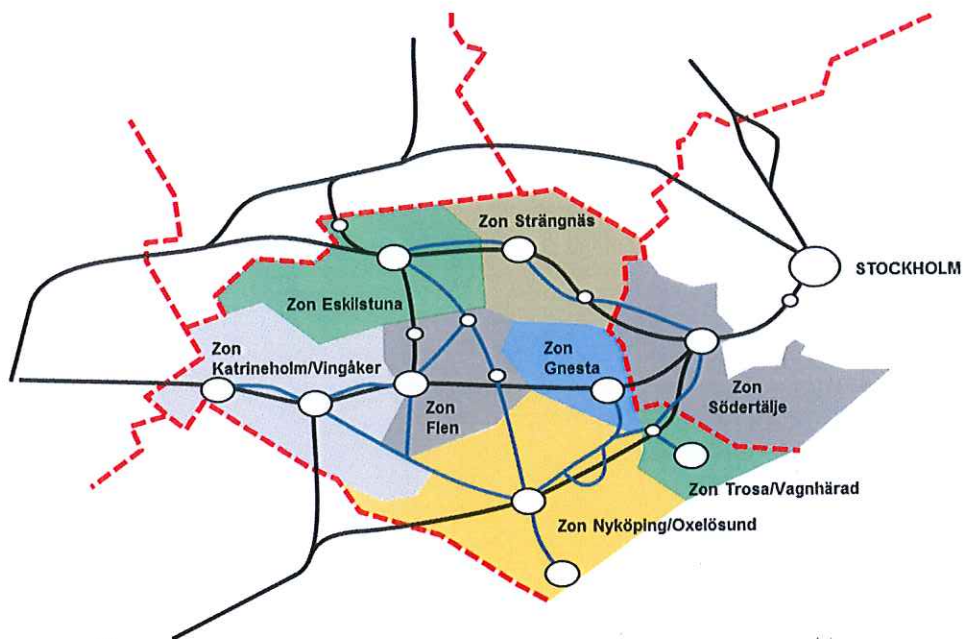 Zon Strängnäs
STOCKHOLM
Zon Eskilstuna
Zon
Katrineholm/Vingåker
Zon
Gnesta
Zon
Flen
Zon
Södertälje
Zon Trosa/Vagnhärad
Zon Nyköping/Oxelösund